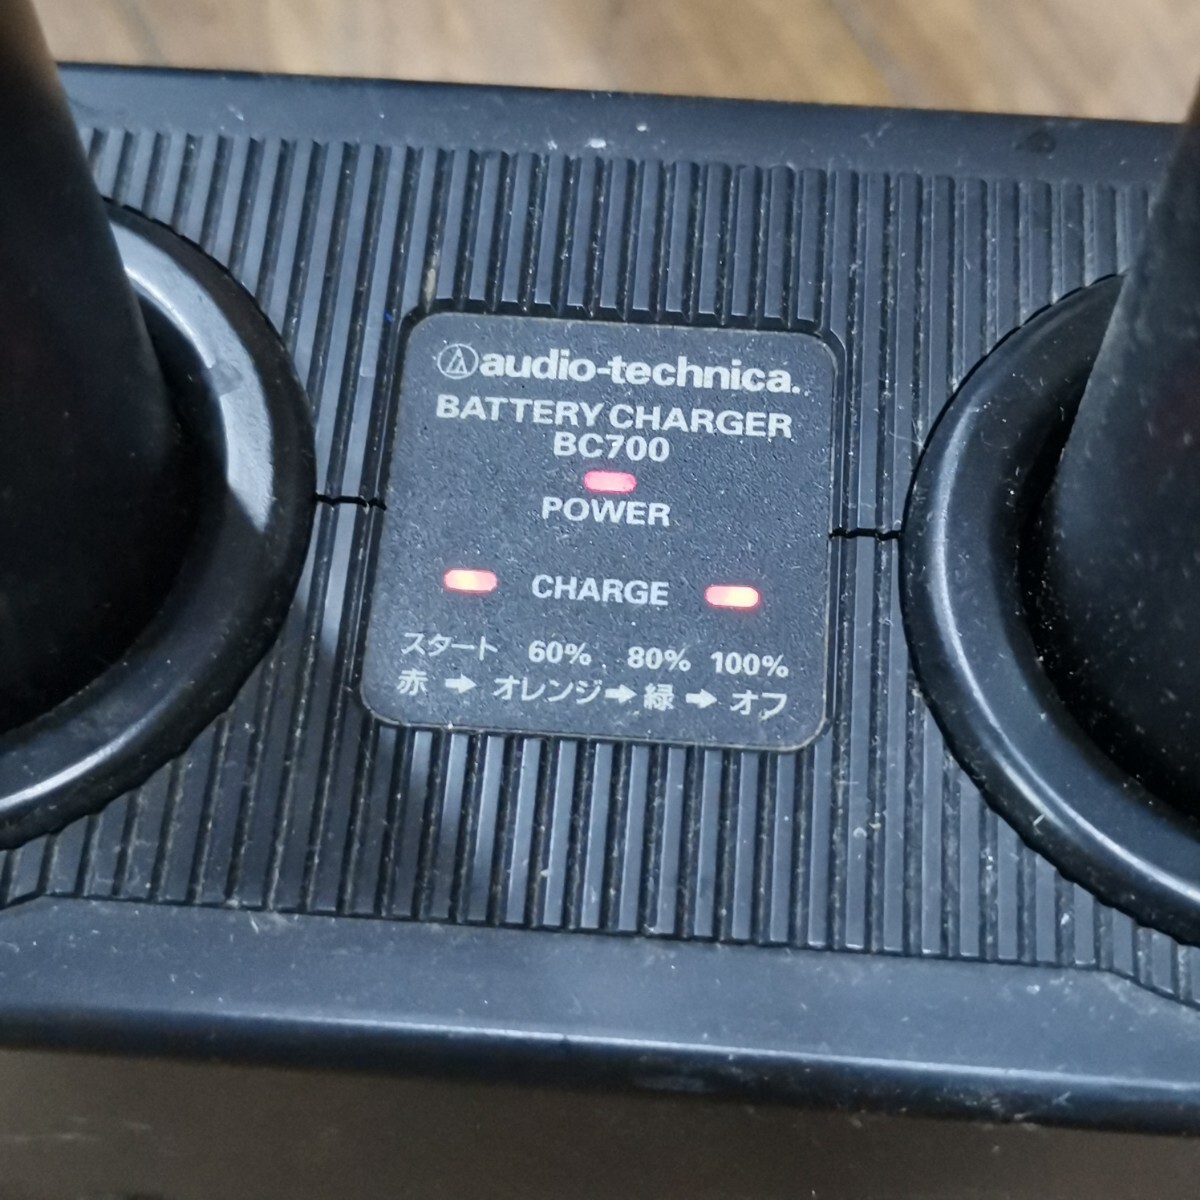 audio-technica.
BATTERY CHARGER
BC700
POWER
CHARGE
スタート 60% 80% 100%
赤 ➡ オレンジ ➡ 緑 ➡ オフ